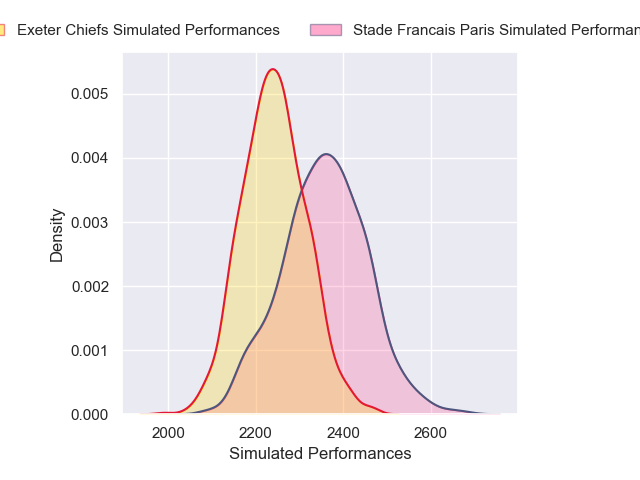 Exeter Chiefs Simulated Performances
Stade Francais Paris Simulated
0.005
0.004
0.003
0.002
0.001
0.000
Density
2000
2200
2400
2600
Simulated Performances